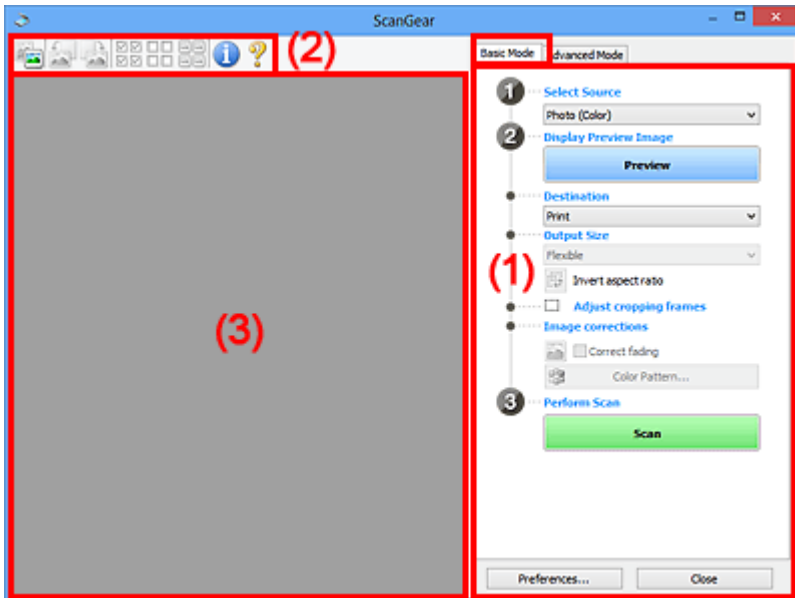 ScanGear
(2)
Basic Mode
Advanced Mode
1
Select Source
Photo (Color)
2
Display Preview Image
Preview
Destination
Print
Output Size
Flexible
(1)
Invert aspect ratio
Adjust cropping frames
Image corrections
(3)
Correct fading
Color Pattern...
3
Perform Scan
Scan
Preferences...
Close